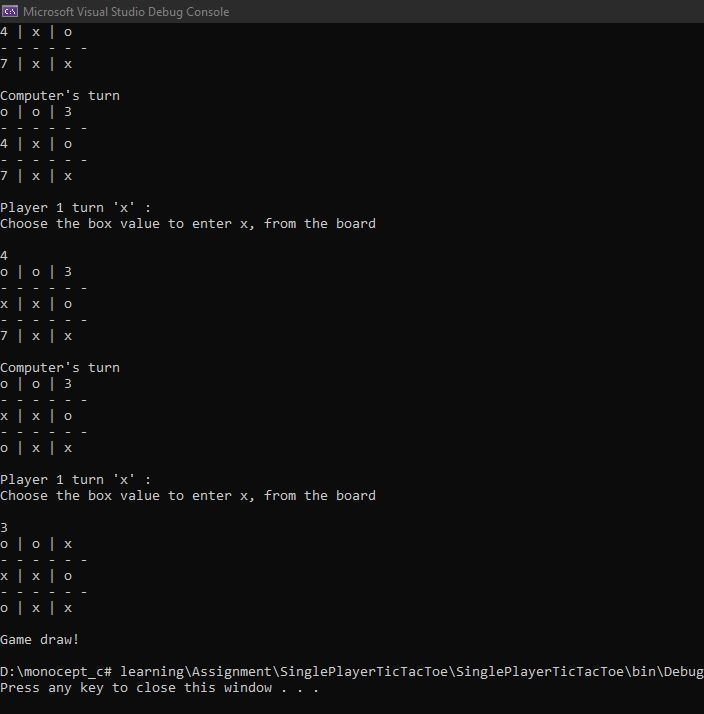 Microsoft Visual Studio Debug Console
4 | x | o
- - - - - -
7 | x | x
Computer's turn
o | o | 3
- - - - - -
4 | x | o
- - - - - -
7 | x | x
Player 1 turn 'x' :
Choose the box value to enter x, from the board
4
o | o | 3
- - - - - -
x | x | o
- - - - - -
7 | x | x
Computer's turn
o | o | 3
- - - - - -
x | x | o
- - - - - -
o | x | x
Player 1 turn 'x' :
Choose the box value to enter x, from the board
3
o | o | x
- - - - - -
x | x | o
- - - - - -
o | x | x
Game draw!
D:\monocept_c# learning\Assignment\SinglePlayerTicTacToe\SinglePlayerTicTacToe\bin\Debug
Press any key to close this window . . .